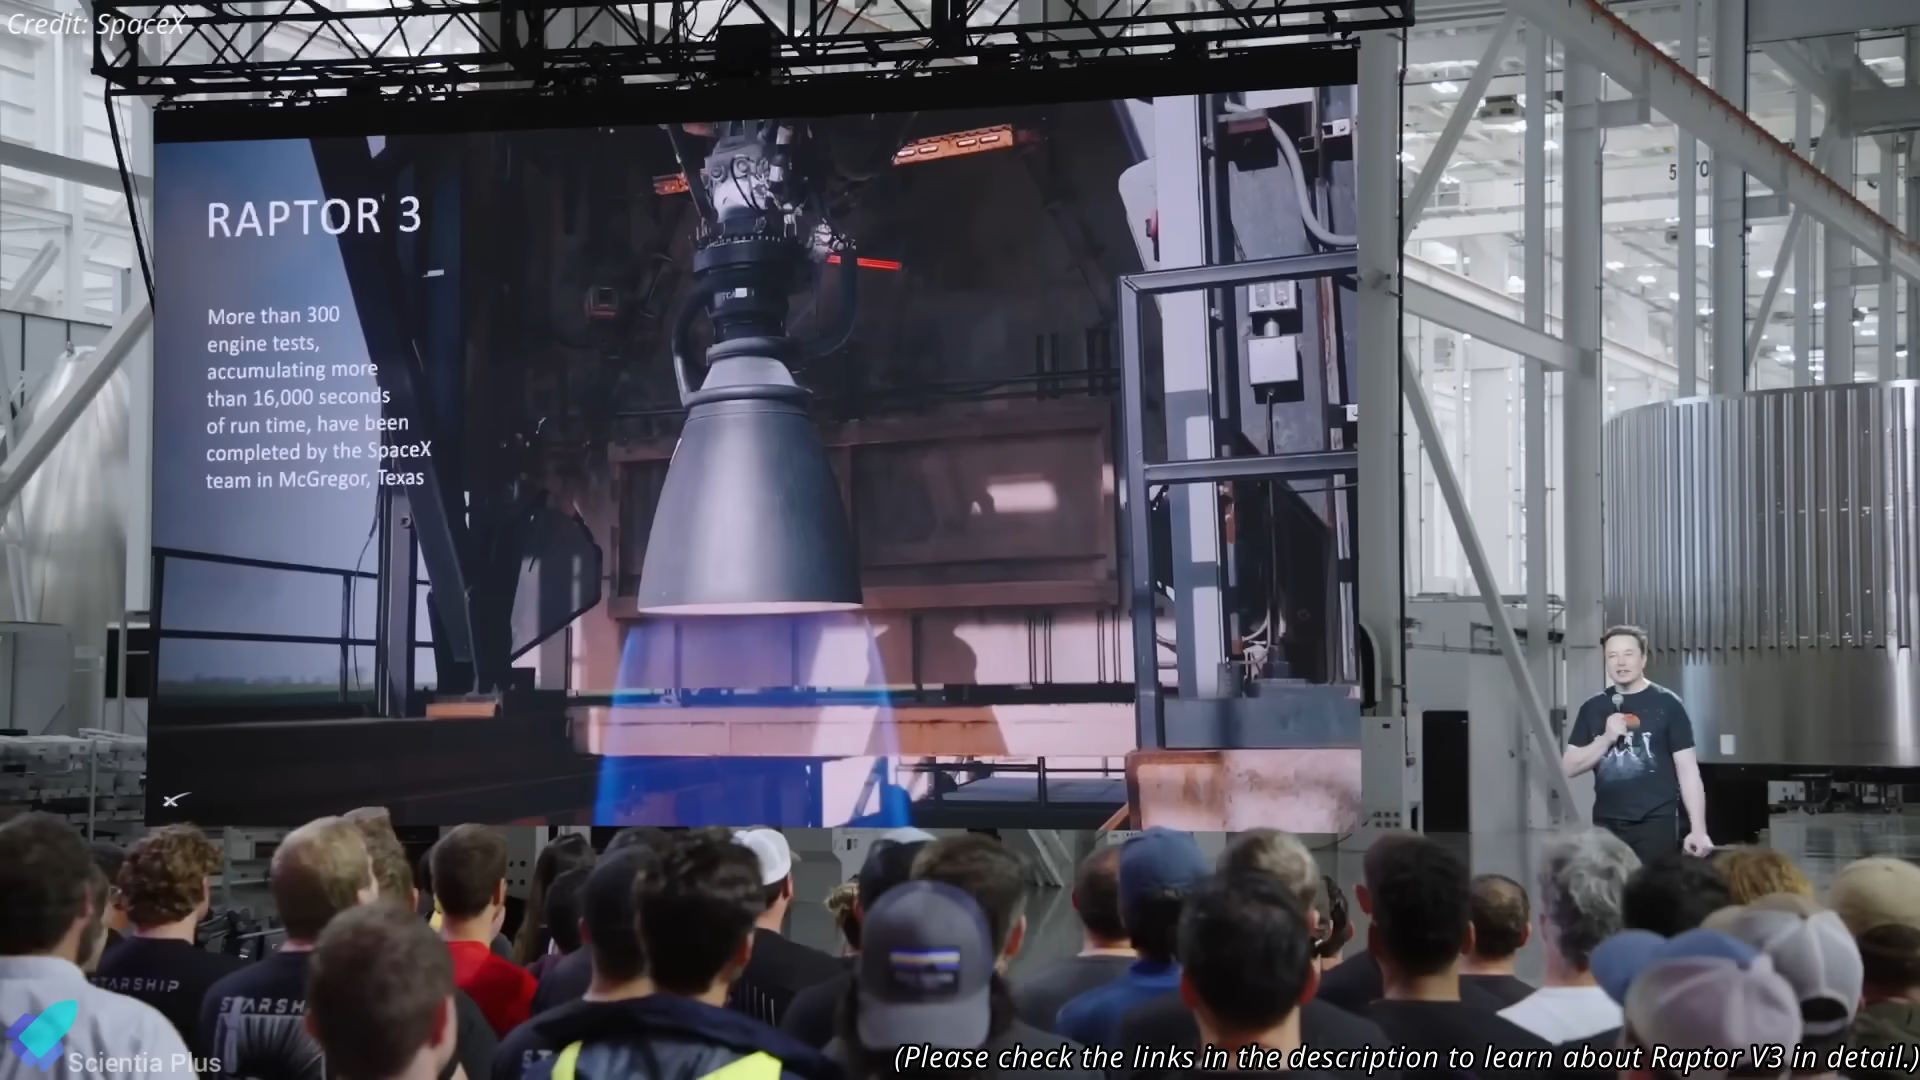 Credit: SpaceX
RAPTOR 3
More than 300
engine tests,
accumulating more
than 16,000 seconds
of run time, have been
completed by the SpaceX
team in McGregor, Texas
STARSHIP
STARSH
ST
Scientia Plus
(Please check the links in the description to learn about Raptor V3 in detail.)